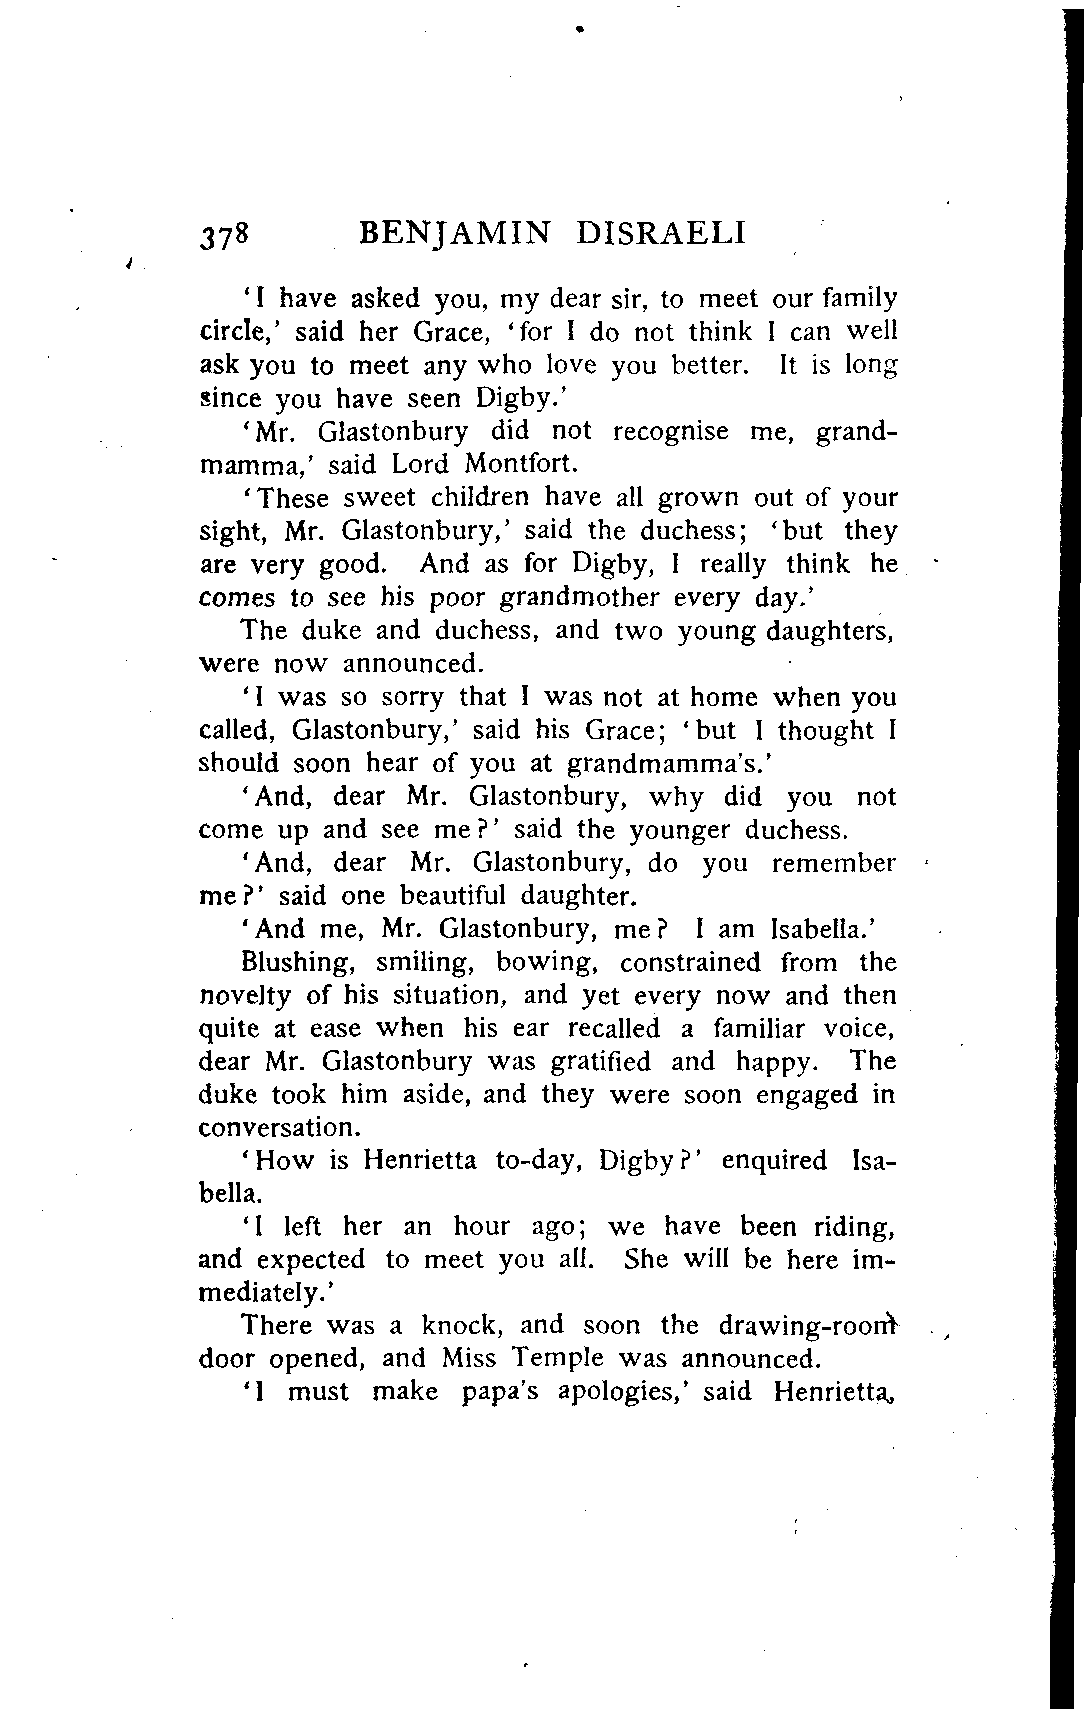 378 BENJAMIN DISRAELI
‘I have asked you, my dear sir, to meet our family
circle,’ said her Grace, ‘for I do not think I can well
ask you to meet any who love you better. It is long
since you have seen Digby.’
‘Mr. Glastonbury did not recognise me, grand-
mamma,’ said Lord Montfort.
‘These sweet children have all grown out of your
sight, Mr. Glastonbury,’ said the duchess; ‘but they
are very good. And as for Digby, I really think he
comes to see his poor grandmother every day.’
The duke and duchess, and two young daughters,
were now announced.
‘I was so sorry that I was not at home when you
called, Glastonbury,’ said his Grace; ‘but I thought I
should soon hear of you at grandmamma’s.’
‘And, dear Mr. Glastonbury, why did you not
come up and see me?’ said the younger duchess.
‘And, dear Mr. Glastonbury, do you remember
me?’ said one beautiful daughter.
‘And me, Mr. Glastonbury, me? I am Isabella.’
Blushing, smiling, bowing, constrained from the
novelty of his situation, and yet every now and then
quite at ease when his ear recalled a familiar voice,
dear Mr. Glastonbury was gratified and happy. The
duke took him aside, and they were soon engaged in
conversation.
‘How is Henrietta to-day, Digby?’ enquired Isa-
bella.
‘I left her an hour ago; we have been riding,
and expected to meet you all. She will be here im-
mediately.’
There was a knock, and soon the drawing-room
door opened, and Miss Temple was announced.
‘I must make papa’s apologies,’ said Henrietta,